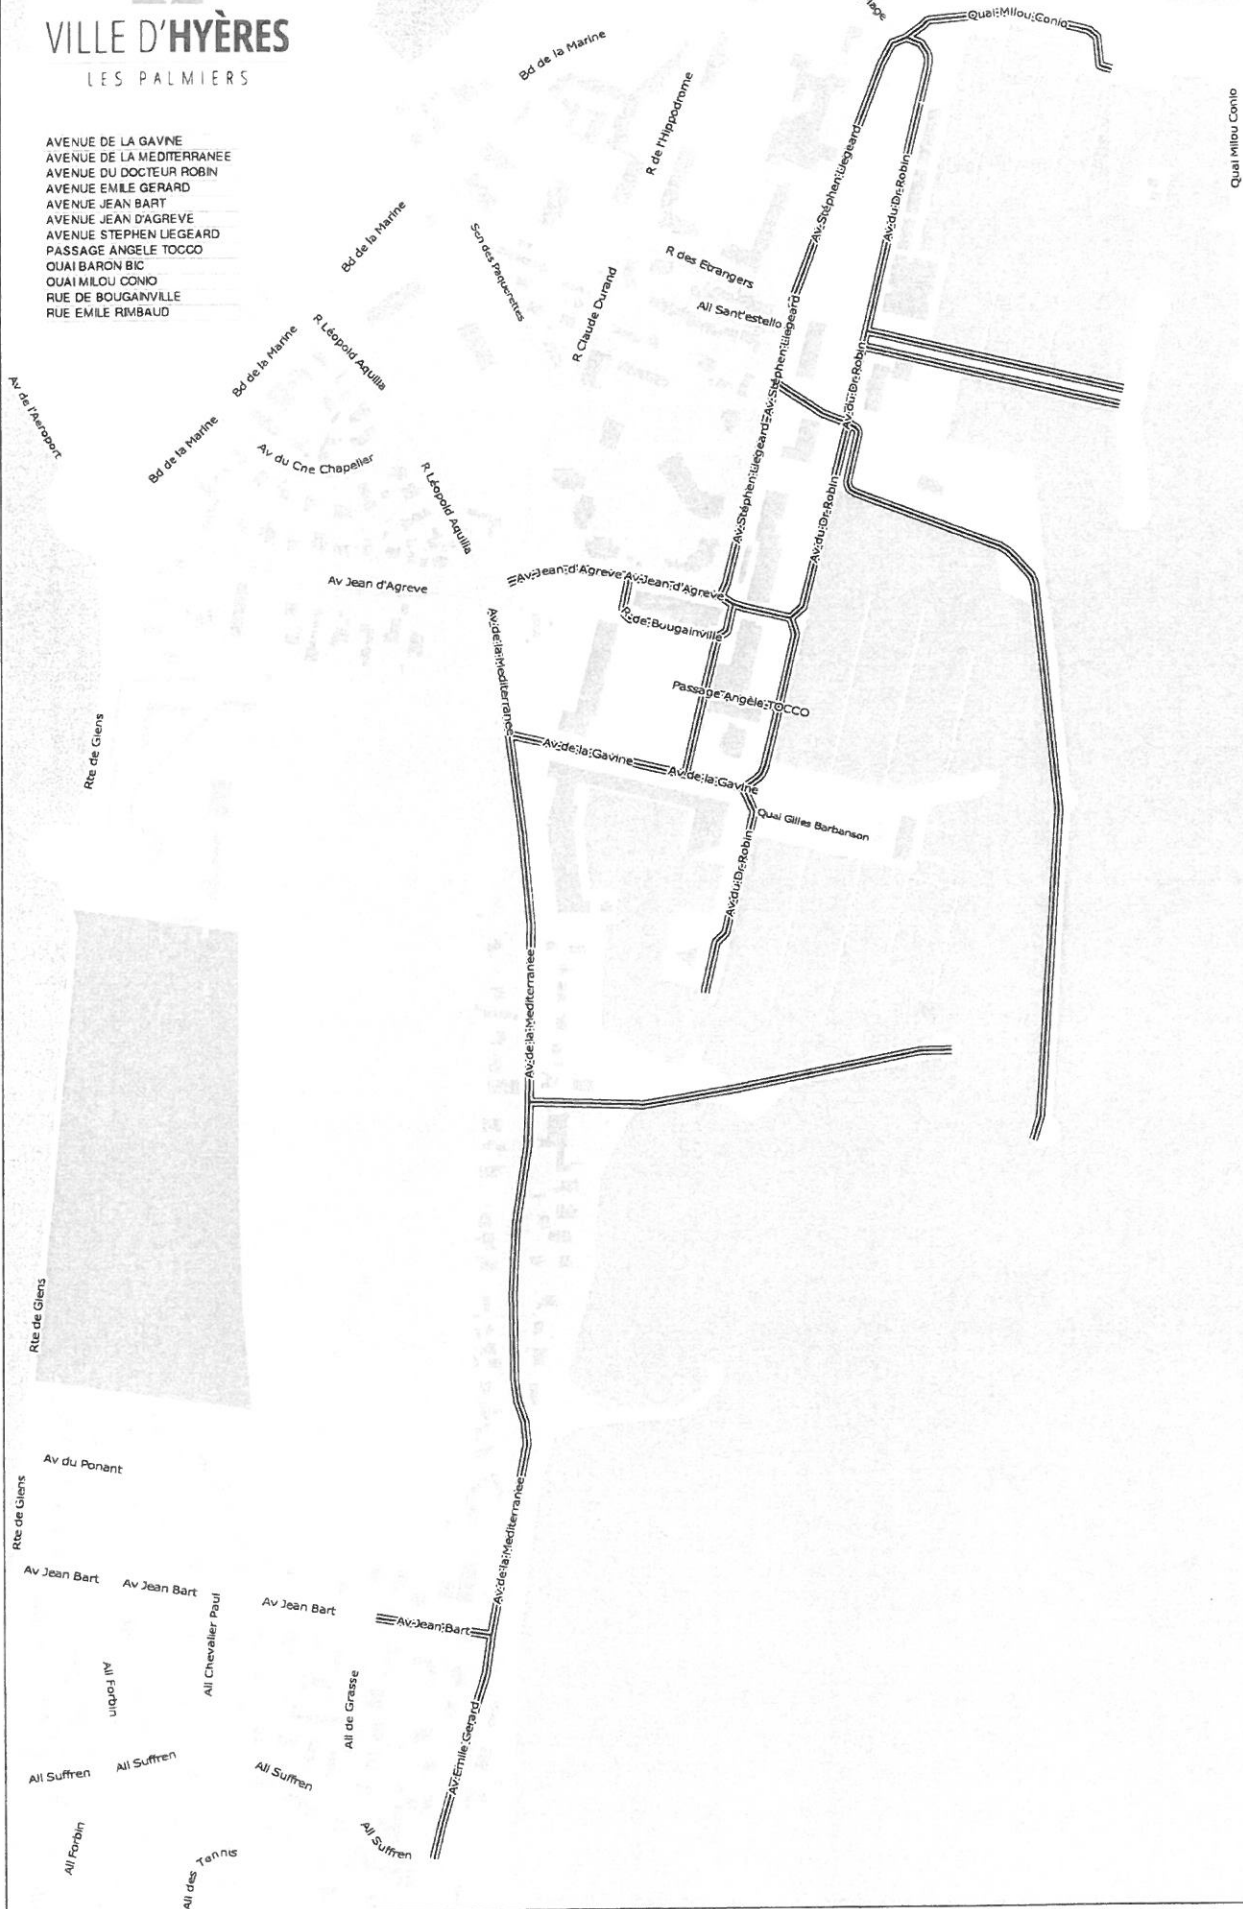 VILLE D'HYÈRES
LES PALMIERS
AVENUE DE LA GAVINE
AVENUE DE LA MEDITERRANEE
AVENUE DU DOCTEUR ROBIN
AVENUE EMILE GERARD
AVENUE JEAN BART
AVENUE JEAN D'AGREVE
AVENUE STEPHEN LIEGEARD
PASSAGE ANGELE TOCCO
QUAI BARON BIC
QUAI MILOU CONIO
RUE DE BOUGAINVILLE
RUE EMILE RIMBAUD
Quai Milou Conio
Quai Milou Conio
Bd de la Marine
R de l'Hippodrome
Av Stéphen Liegeard
Av du Dr Robin
Bd de la Marine
Sen des Paquerettes
R des Etrangers
R Claude Durand
All Sant'estello
Av Stéphen Liegeard
Bd de la Marine
R Léopold Aquilla
Av du Dr Robin
Av Stéphen Liegeard
Av de l'Aeroport
Bd de la Marine
Av du Cne Chapelier
R Léopold Aquilla
Av Stéphen Liegeard
Av du Dr Robin
Av Jean d'Agreve
Av Jean d'Agreve
Av Jean d'Agreve
R de Bougainville
Av de la Mediterranee
Passage Angèle TOCCO
Rte de Giens
Av de la Gavine
Av de la Gavine
Quai Gilles Barbanson
Av du Dr Robin
Av de la Mediterranee
Rte de Giens
Av du Ponant
Rte de Giens
Av de la Mediterranee
Av Jean Bart
Av Jean Bart
Av Jean Bart
Av Jean Bart
All Chevalier Paul
All Forbin
All de Grasse
Av Emile Gerard
All Suffren
All Suffren
All Suffren
All Suffren
All Forbin
All des Tennis